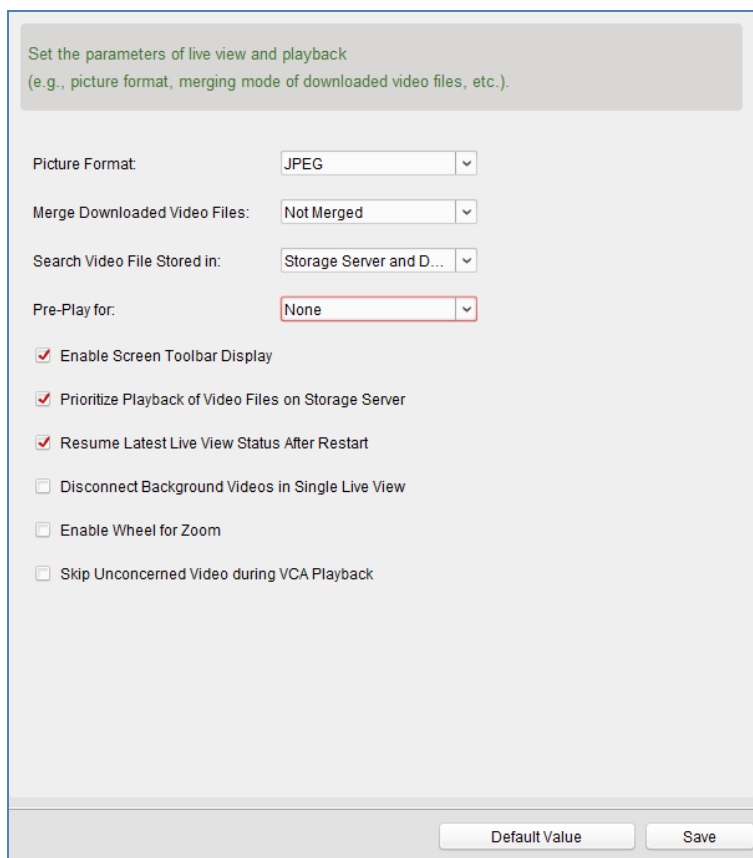 Set the parameters of live view and playback
(e.g., picture format, merging mode of downloaded video files, etc.).
Picture Format: JPEG
Merge Downloaded Video Files: Not Merged
Search Video File Stored in: Storage Server and D...
Pre-Play for: None
Enable Screen Toolbar Display
Prioritize Playback of Video Files on Storage Server
Resume Latest Live View Status After Restart
Disconnect Background Videos in Single Live View
Enable Wheel for Zoom
Skip Unconcerned Video during VCA Playback
Default Value Save